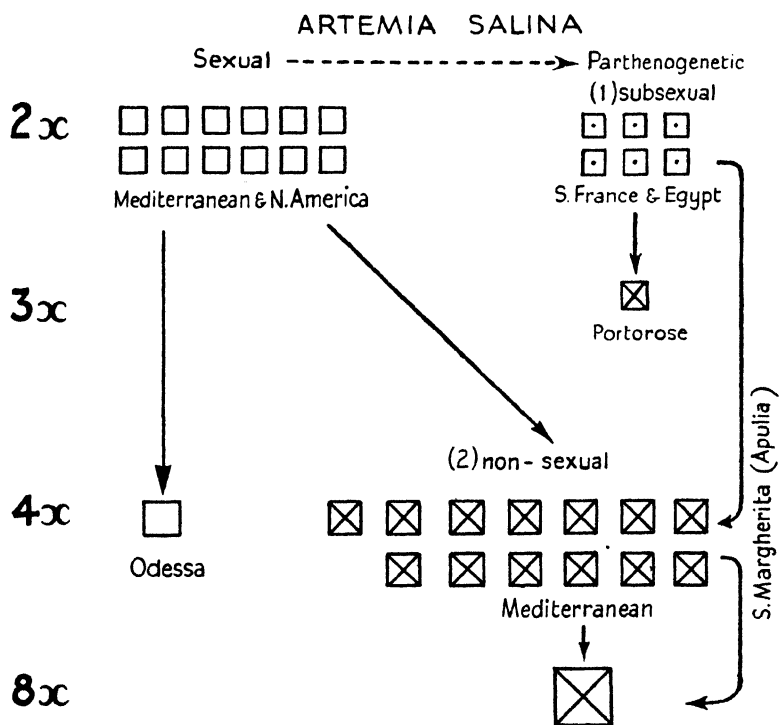 ARTEMIA SALINA
Sexual
Parthenogenetic
(1) subsexual
2x
Mediterranean & N. America
S. France & Egypt
3x
Portorose
(2) non-sexual
4x
Odessa
Mediterranean
S. Margherita (Apulia)
8x